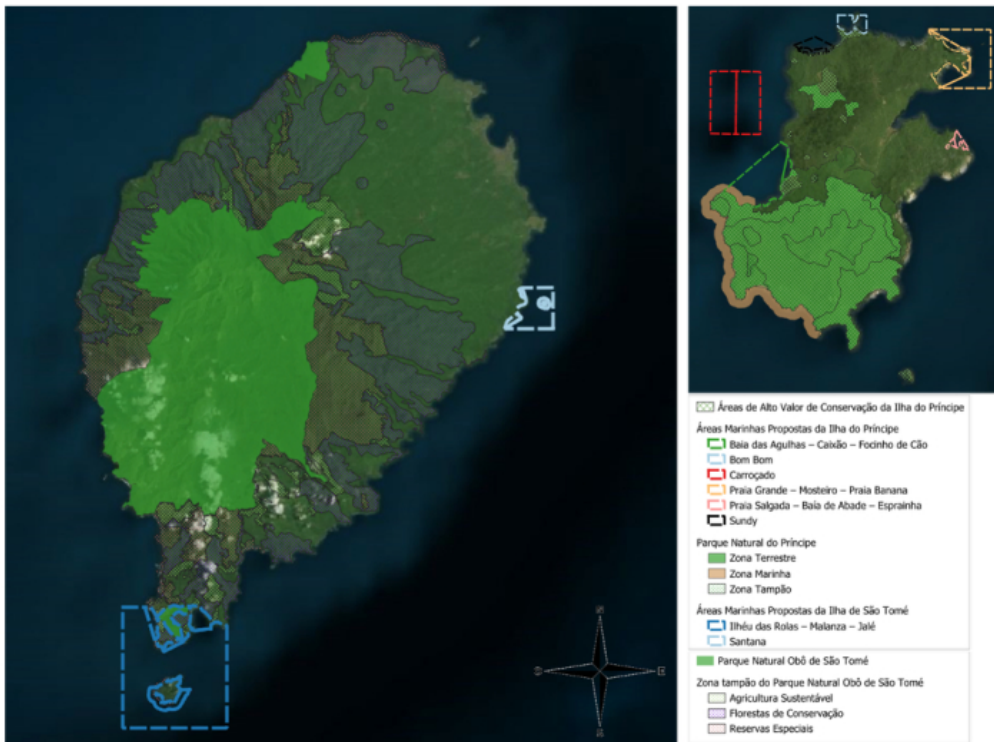 Áreas de Alto Valor de Conservação da Ilha do Príncipe
Áreas Marinhas Propostas da Ilha do Príncipe
Baia das Agulhas – Caixão – Focinho de Cão
Bom Bom
Carroçado
Praia Grande – Mosteiro – Praia Banana
Praia Salgada – Baia de Abade – Esprainha
Sundy
Parque Natural do Príncipe
Zona Terrestre
Zona Marinha
Zona Tampão
Áreas Marinhas Propostas da Ilha de São Tomé
Ilhéu das Rolas – Malanza – Jalé
Santana
Parque Natural Obô de São Tomé
Zona tampão do Parque Natural Obô de São Tomé
Agricultura Sustentável
Florestas de Conservação
Reservas Especiais